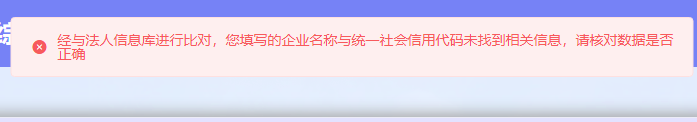 综
经与法人信息库进行比对，您填写的企业名称与统一社会信用代码未找到相关信息，请核对数据是否
正确